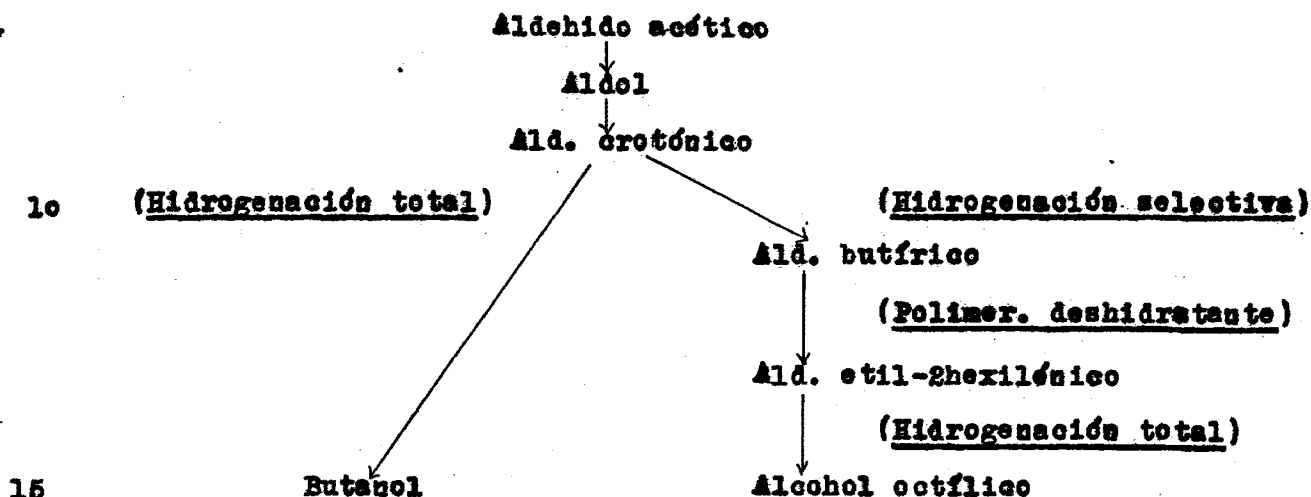 Aldehido acético
Aldol
Ald. crotónico
10 (Hidrogenación total) (Hidrogenación selectiva)
Ald. butírico
(Polimer. deshidratante)
Ald. etil-2hexilénico
(Hidrogenación total)
15 Butanol Alcohol octílico